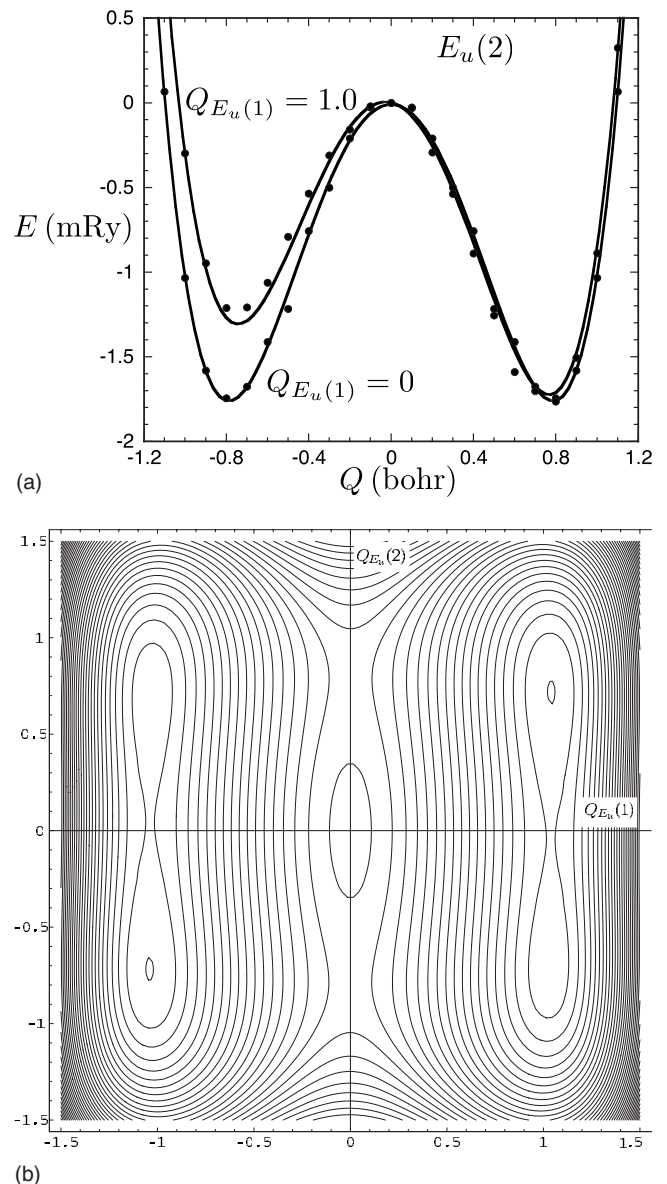 0.5
0
-0.5
-1
-1.5
-2
E (mRy)
E_u(2)
Q_{E_u(1)} = 1.0
Q_{E_u(1)} = 0
-1.2 -0.8 -0.4 0 0.4 0.8 1.2
Q (bohr)
(a)
1.5
1
0.5
0
-0.5
-1
-1.5
Q_{E_u}(2)
Q_{E_u}(1)
-1.5 -1 -0.5 0 0.5 1 1.5
(b)